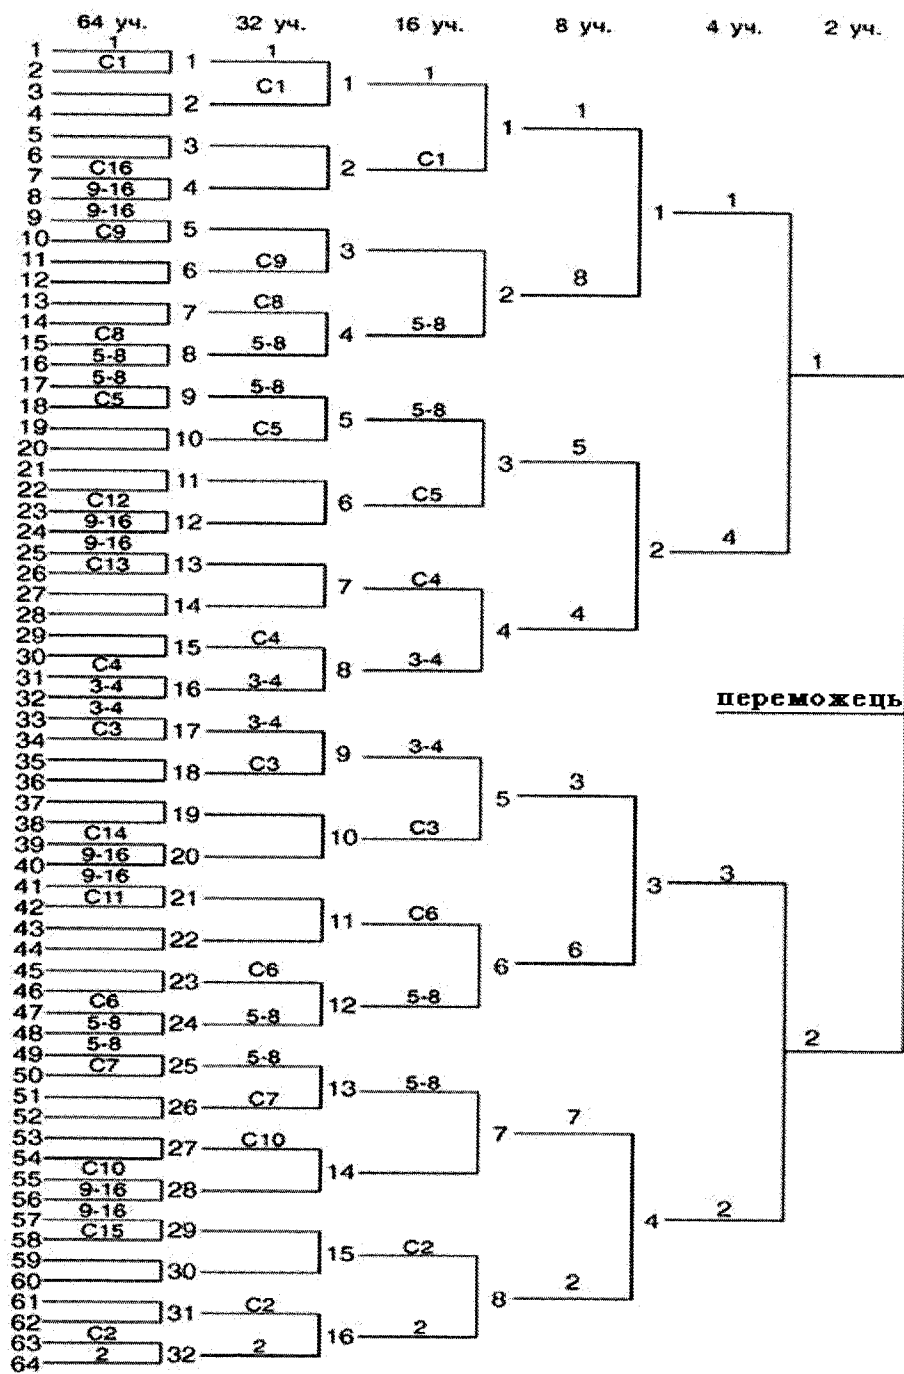 64 уч. 32 уч. 16 уч. 8 уч. 4 уч. 2 уч.
1 1 1
2 C1 1
3 C1 1 1
4 2
5 3 1 1
6
7 C16 2 C1
8 9-16 4
9 9-16 1 1
10 C9 5
11 3
12 6 C9
13 7 C8 2 8
14 4 5-8
15 C8
16 5-8 8 5-8
17 5-8 1
18 C5 9 5-8
19 5 5-8
20 10 C5
21 11 3 5
22
23 C12 6 C5
24 9-16 12
25 9-16 2 4
26 C13 13
27 7 C4
28 14
29 4 4
30 15 C4
31 C4 8 3-4
32 3-4 16 3-4
переможець
33 3-4
34 C3 17 3-4
35 9 3-4
36 18 C3
37 19 5 3
38
39 C14 10 C3
40 9-16 20
41 9-16 3 3
42 C11 21
43 11 C6
44 22
45 23 C6 6 6
46
47 C6 12 5-8
48 5-8 24 5-8
49 5-8 2
50 C7 25 5-8
51 13 5-8
52 26 C7
53 27 C10 7 7
54
55 C10 14
56 9-16 28
57 9-16 4 2
58 C15 29
59 15 C2
60 30
61 31 C2 8 2
62
63 C2 16 2
64 2 32 2